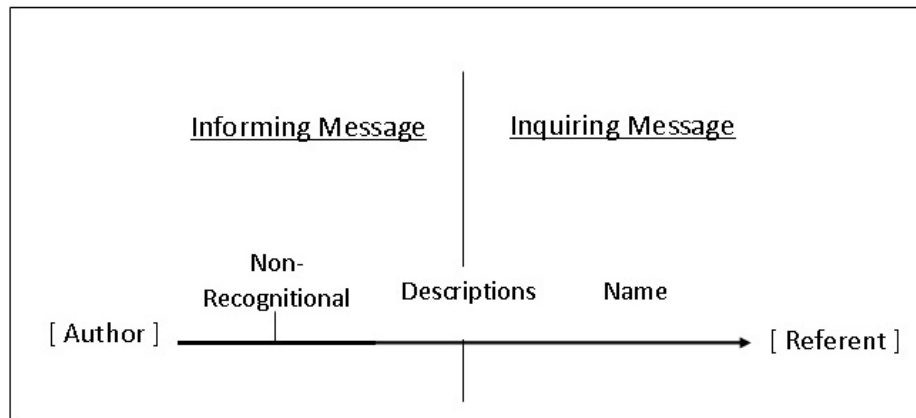 Informing Message
Inquiring Message
Non-
Recognitional
Descriptions
Name
[ Author ]
[ Referent ]